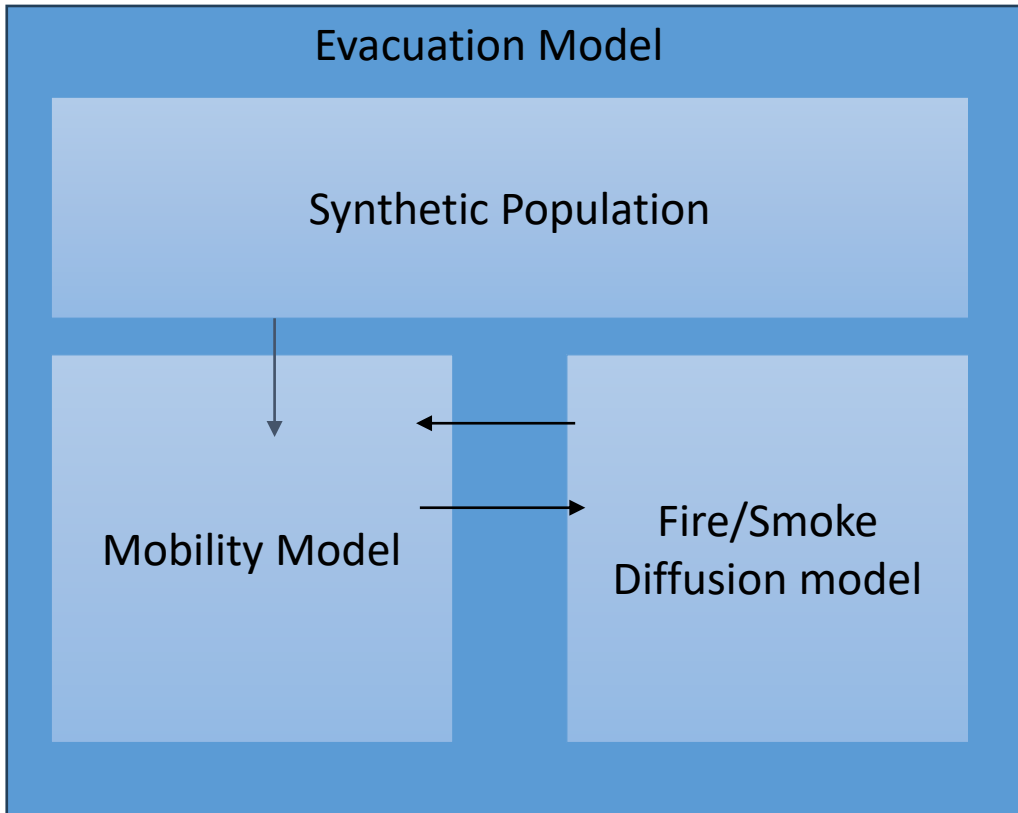 Evacuation Model
Synthetic Population
Mobility Model
Fire/Smoke
Diffusion model